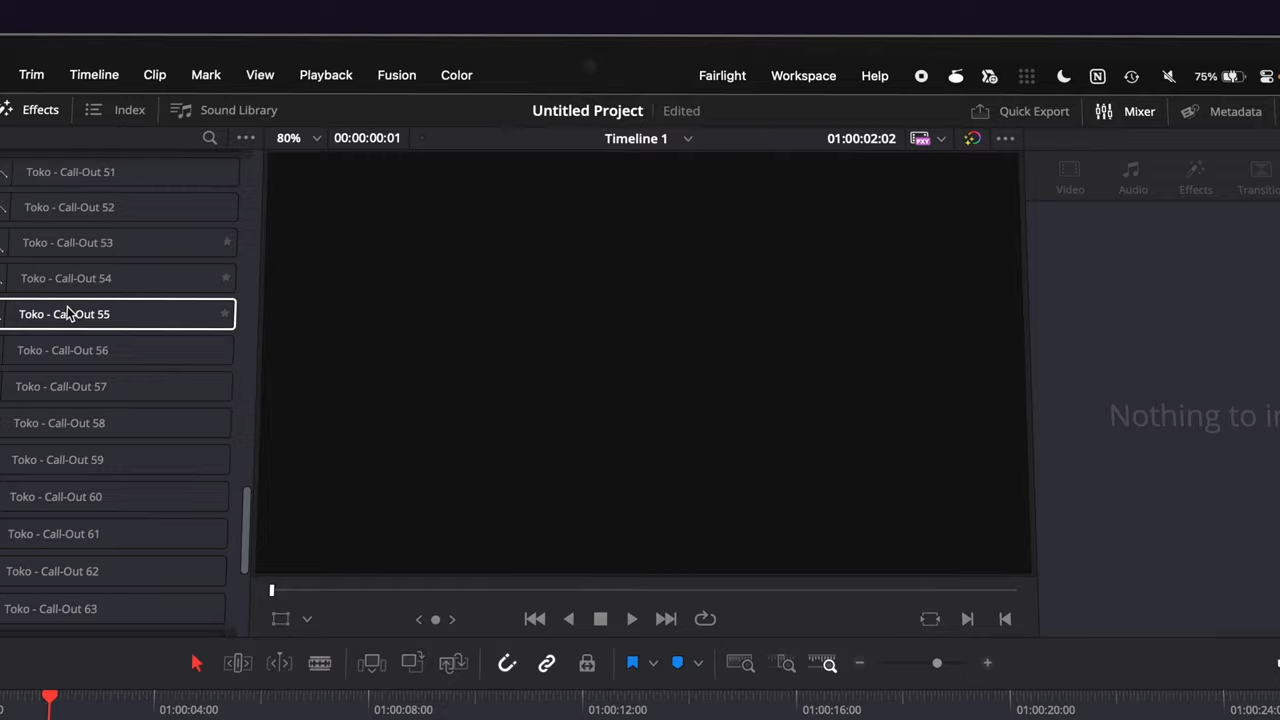 Trim Timeline Clip Mark View Playback Fusion Color Fairlight Workspace Help 75%
Effects Index Sound Library Untitled Project Edited Quick Export Mixer Metadata
80% 00:00:00:01 Timeline 1 01:00:02:02 PXY
Toko - Call-Out 51
Toko - Call-Out 52
Toko - Call-Out 53
Toko - Call-Out 54
Toko - Call-Out 55
Toko - Call-Out 56
Toko - Call-Out 57
Toko - Call-Out 58
Toko - Call-Out 59
Toko - Call-Out 60
Toko - Call-Out 61
Toko - Call-Out 62
Toko - Call-Out 63
Video Audio Effects
Nothing to
01:00:04:00 01:00:08:00 01:00:12:00 01:00:16:00 01:00:20:00